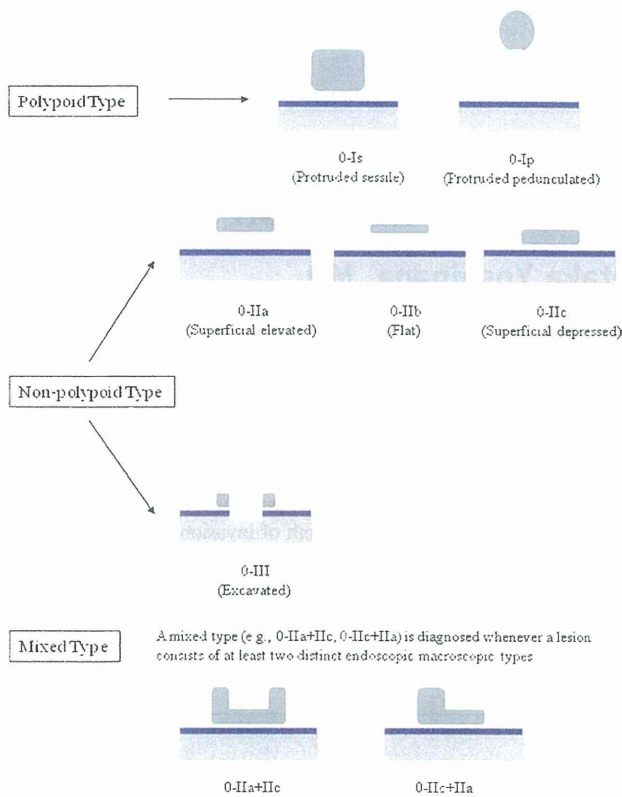 Polypoid Type
0-Is
(Protruded sessile)
0-Ip
(Protruded pedunculated)
0-IIa
(Superficial elevated)
0-IIb
(Flat)
0-IIc
(Superficial depressed)
Non-polypoid Type
0-III
(Excavated)
Mixed Type
A mixed type (e g., 0-IIa+IIc, 0-IIc+IIa) is diagnosed whenever a lesion
consists of at least two distinct endoscopic macroscopic types
0-IIa+IIc
0-IIc+IIa